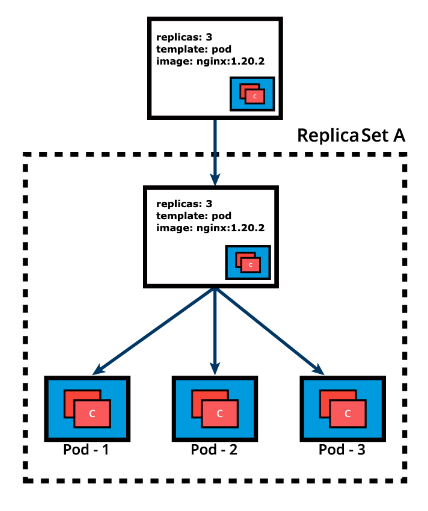 replicas: 3
template: pod
image: nginx:1.20.2
C
ReplicaSet A
replicas: 3
template: pod
image: nginx:1.20.2
C
C
C
C
Pod - 1
Pod - 2
Pod - 3